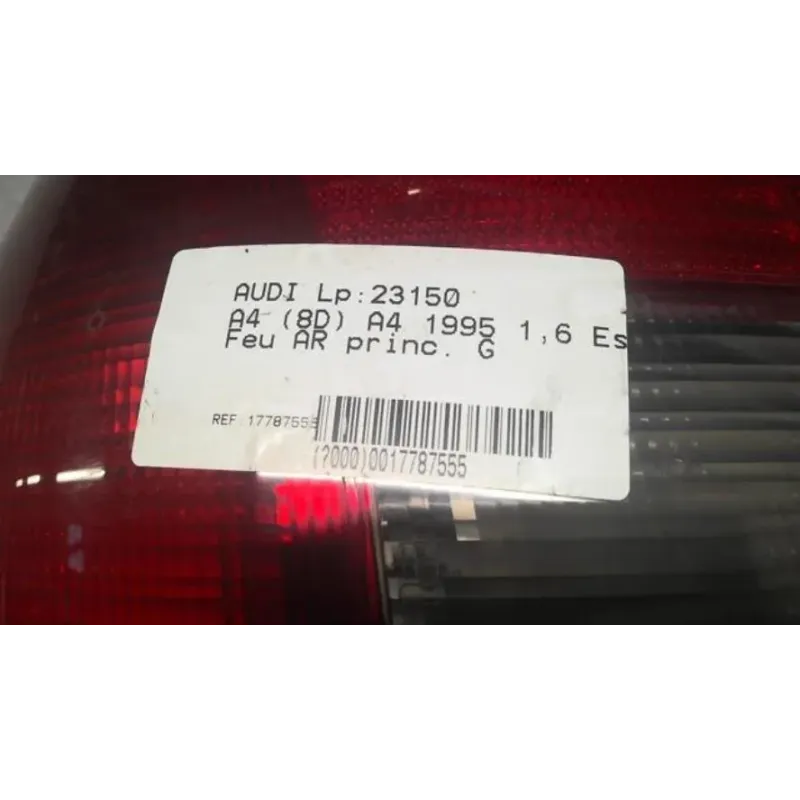 AUDI Lp:23150
A4 (8D) A4 1995 1,6 Es
Feu AR princ. G
REF 17787555
(?000)0017787555